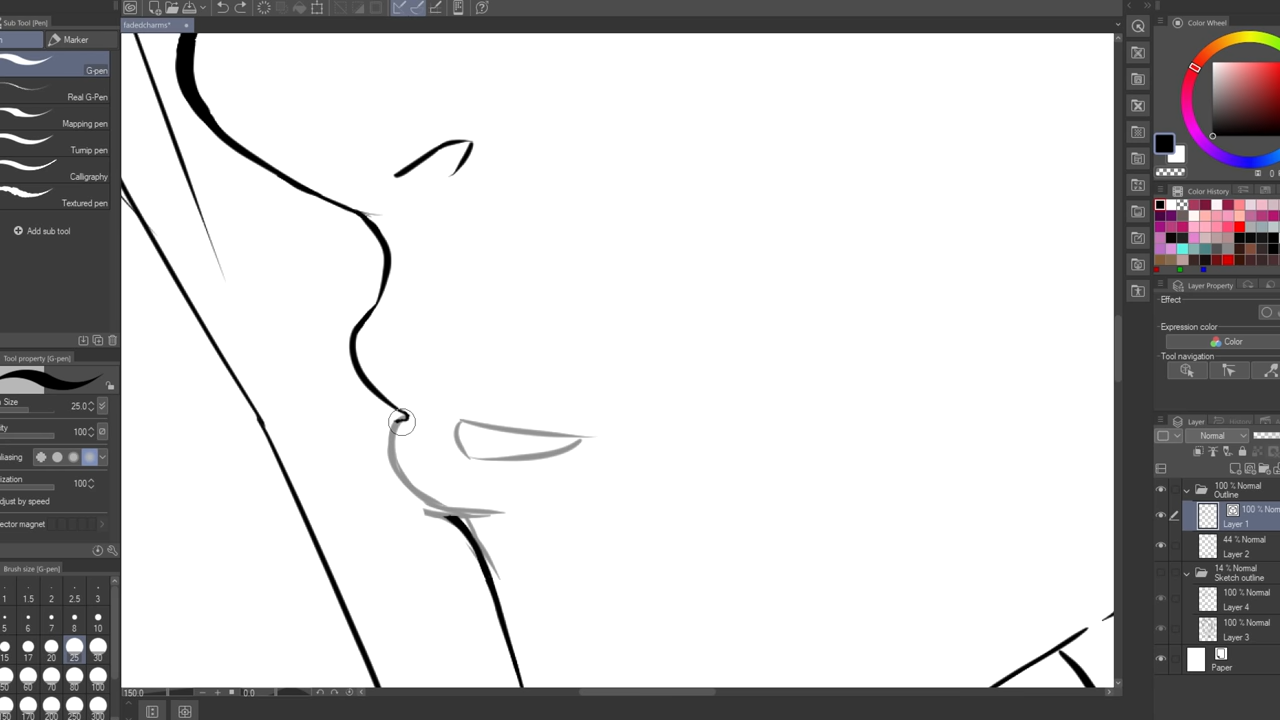 Sub Tool [Pen]
Marker
G-pen
Real G-Pen
Mapping pen
Turnip pen
Calligraphy
Textured pen
Add sub tool
Tool property [G-pen]
Size 25.0
100
100
Brush size [G-pen]
1 1.5 2 2.5 3
5 6 7 8 10
15 17 20 25 30
50 60 70 80 100
fadedcharms*
150.0
0.0
Color Wheel
Color History
Layer Property
Effect
Expression color
Color
Tool navigation
Layer
Normal
100 % Normal
Outline
Layer 1
44 % Normal
Layer 2
14 % Normal
Sketch outline
100 % Normal
Layer 4
100 % Normal
Layer 3
Paper